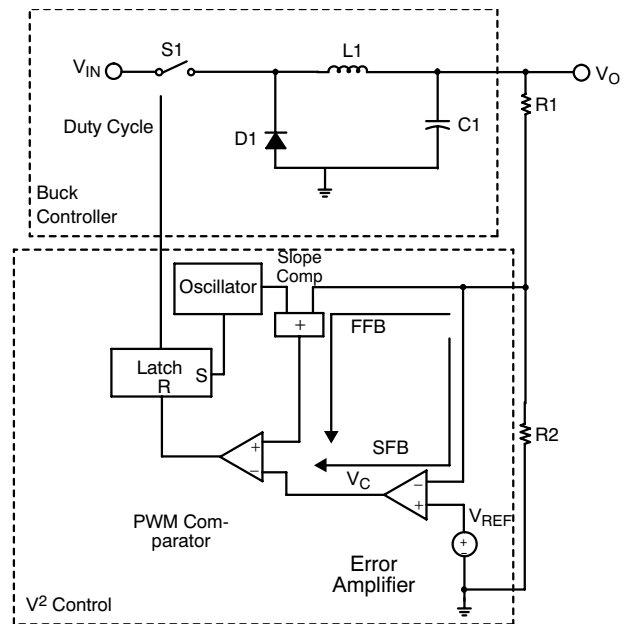 S1
L1
V_IN
V_O
R1
Duty Cycle
C1
D1
Buck
Controller
Slope
Comp
Oscillator
+
FFB
Latch
S
R
R2
SFB
+
−
V_C
−
+
V_REF
PWM Com-
parator
+
−
Error
Amplifier
V² Control